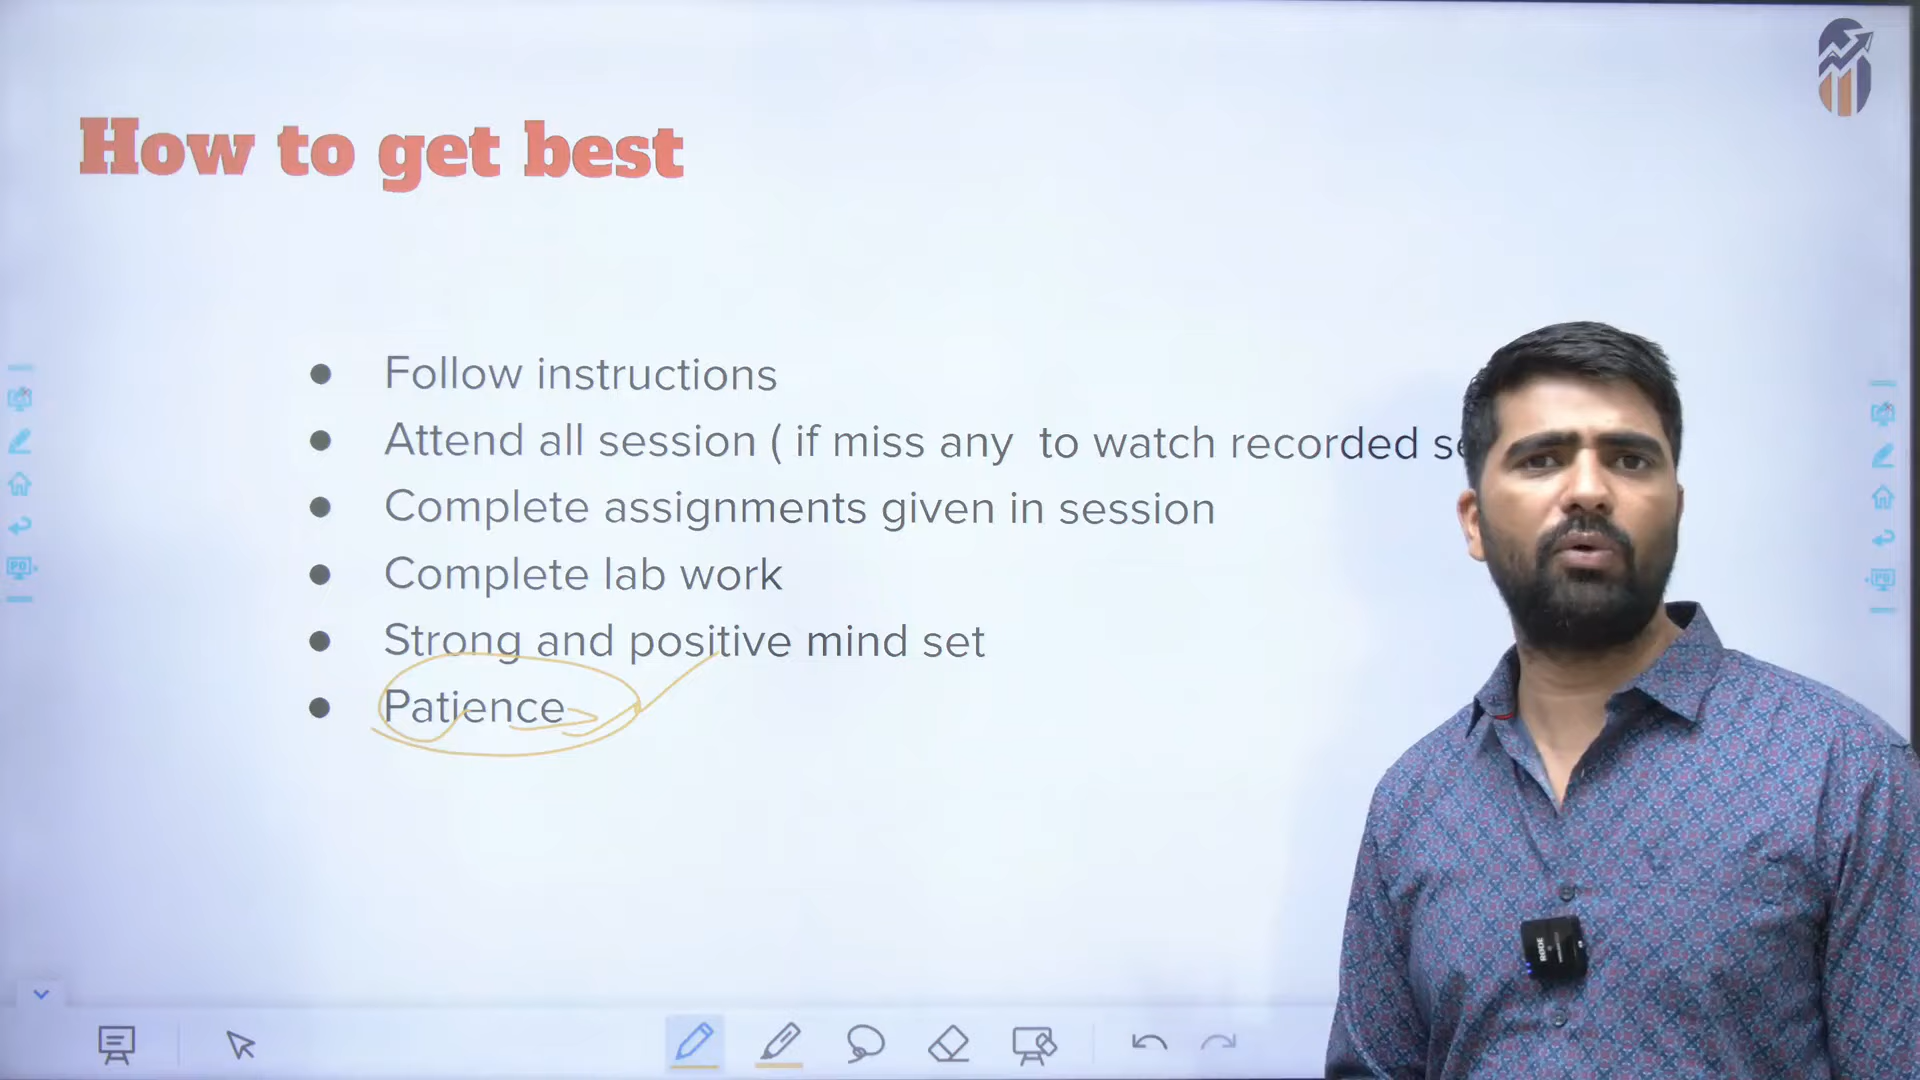 How to get best
● Follow instructions
● Attend all session ( if miss any to watch recorded
● Complete assignments given in session
● Complete lab work
● Strong and positive mind set
● Patience
RODE